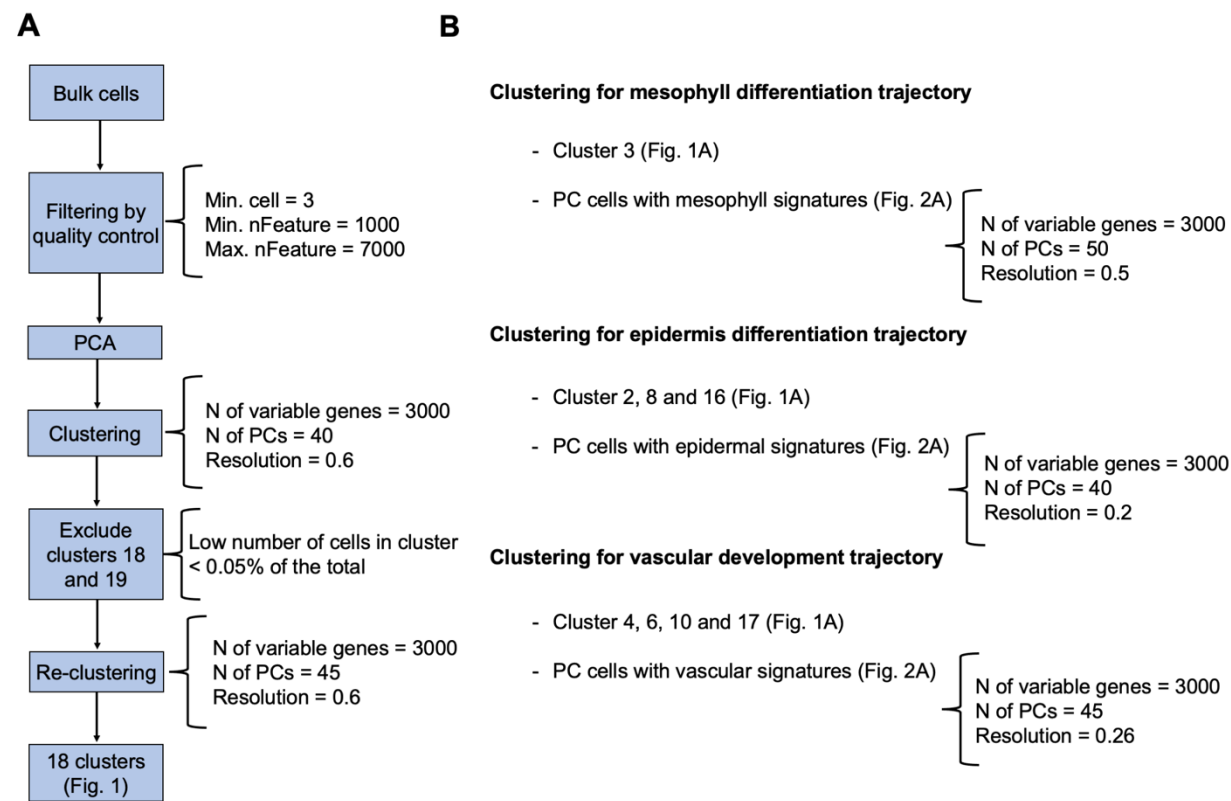 A
Bulk cells
Filtering by
quality control
Min. cell = 3
Min. nFeature = 1000
Max. nFeature = 7000
PCA
Clustering
N of variable genes = 3000
N of PCs = 40
Resolution = 0.6
Exclude
clusters 18
and 19
Low number of cells in cluster
< 0.05% of the total
Re-clustering
N of variable genes = 3000
N of PCs = 45
Resolution = 0.6
18 clusters
(Fig. 1)
B
Clustering for mesophyll differentiation trajectory
- Cluster 3 (Fig. 1A)
- PC cells with mesophyll signatures (Fig. 2A)
N of variable genes = 3000
N of PCs = 50
Resolution = 0.5
Clustering for epidermis differentiation trajectory
- Cluster 2, 8 and 16 (Fig. 1A)
- PC cells with epidermal signatures (Fig. 2A)
N of variable genes = 3000
N of PCs = 40
Resolution = 0.2
Clustering for vascular development trajectory
- Cluster 4, 6, 10 and 17 (Fig. 1A)
- PC cells with vascular signatures (Fig. 2A)
N of variable genes = 3000
N of PCs = 45
Resolution = 0.26